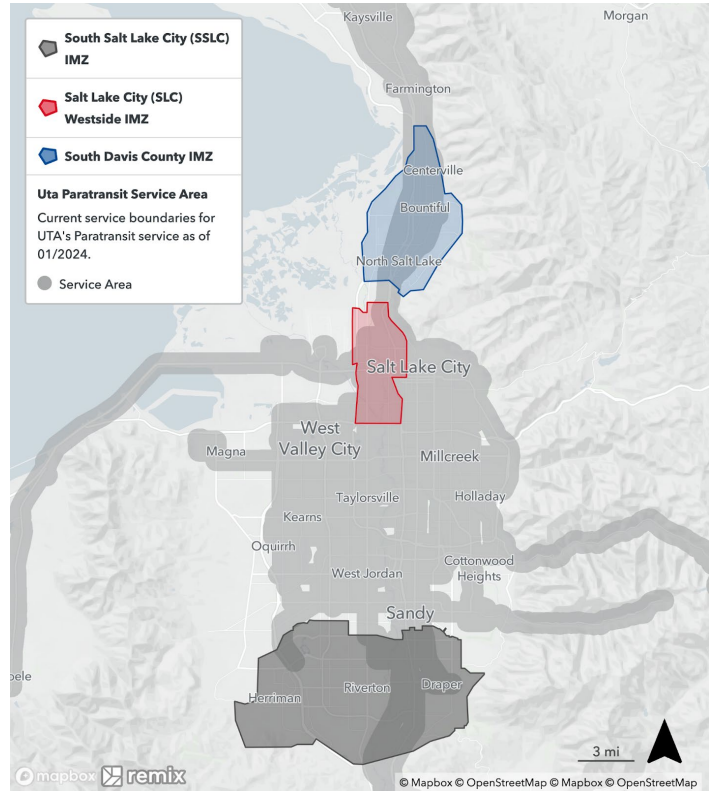 Kaysville
Morgan
South Salt Lake City (SSLC)
IMZ
Salt Lake City (SLC)
Westside IMZ
South Davis County IMZ
Uta Paratransit Service Area
Current service boundaries for
UTA's Paratransit service as of
01/2024.
Service Area
Farmington
Centerville
Bountiful
North Salt Lake
Salt Lake City
West
Valley City
Magna
Millcreek
Taylorsville
Holladay
Kearns
Oquirrh
West Jordan
Cottonwood
Heights
Sandy
ele
Herriman
Riverton
Draper
3 mi
mapbox remix
© Mapbox © OpenStreetMap © Mapbox © OpenStreetMap